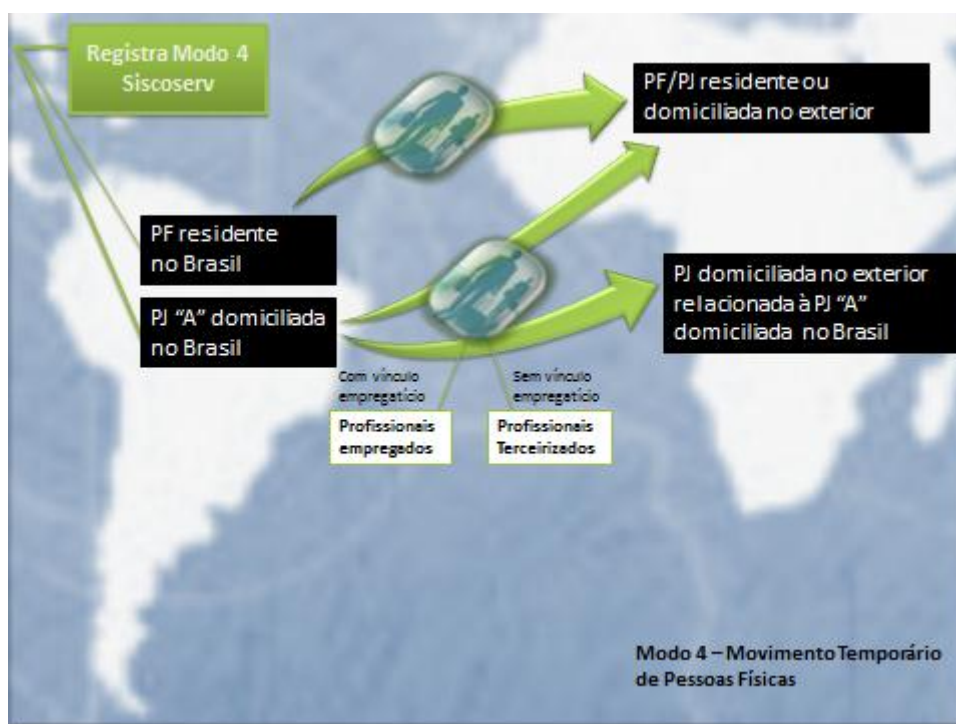 Registra Modo 4
Siscoserv
PF/PJ residente ou
domiciliada no exterior
PF residente
no Brasil
PJ "A" domiciliada
no Brasil
PJ domiciliada no exterior
relacionada à PJ "A"
domiciliada no Brasil
Com vínculo
empregatício
Sem vínculo
empregatício
Profissionais
empregados
Profissionais
Terceirizados
Modo 4 – Movimento Temporário
de Pessoas Físicas